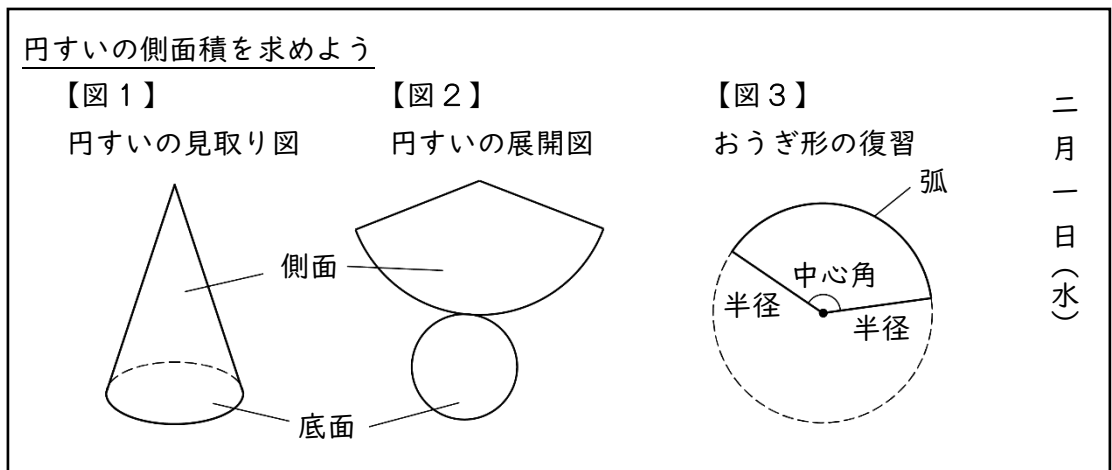 円すいの側面積を求めよう
【図１】
円すいの見取り図
【図２】
円すいの展開図
【図３】
おうぎ形の復習
側面
底面
弧
中心角
半径
半径
二月一日（水）